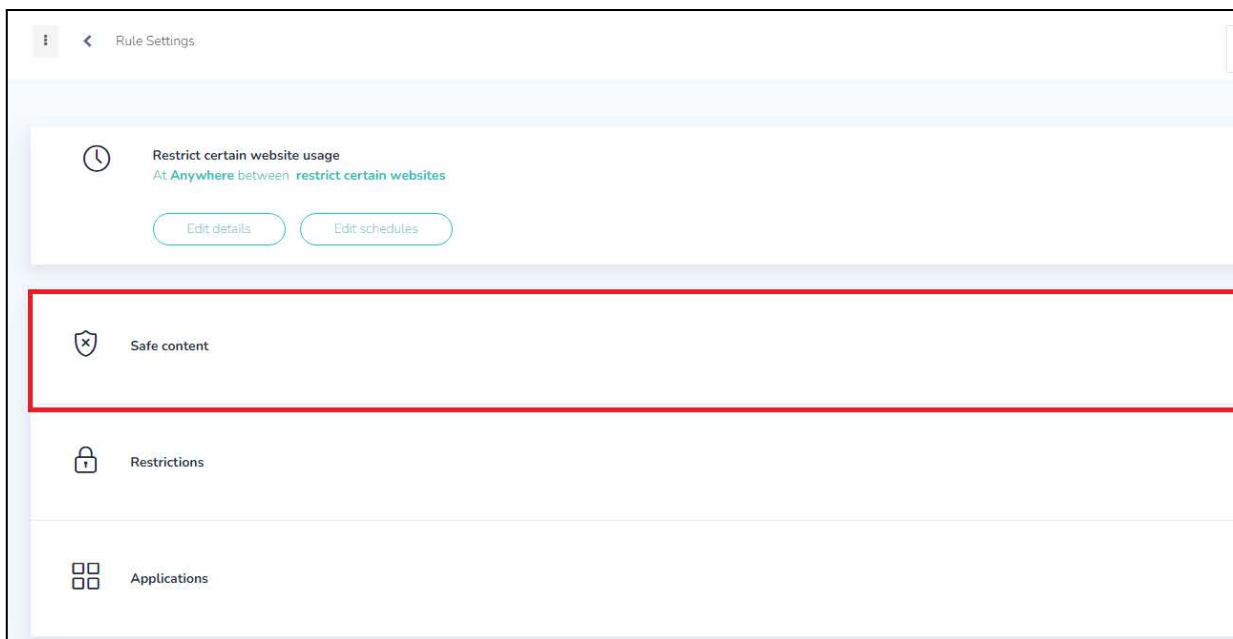 Rule Settings
Restrict certain website usage
At Anywhere between restrict certain websites
Edit details
Edit schedules
Safe content
Restrictions
Applications